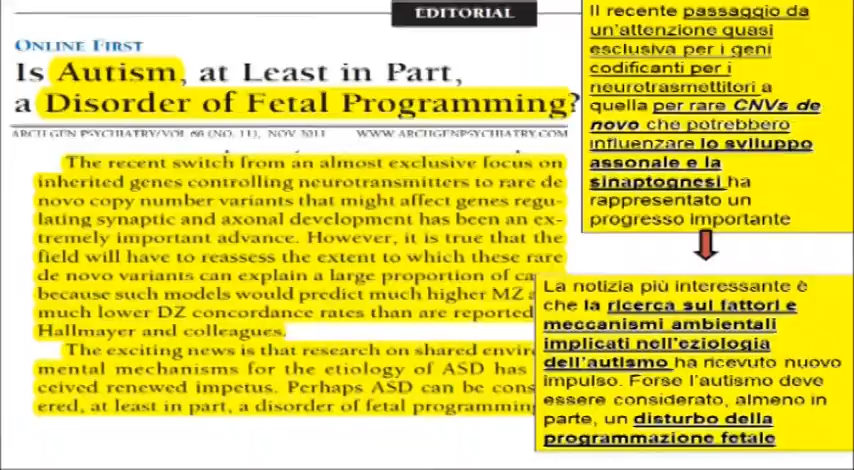 EDITORIAL
ONLINE FIRST
Is Autism, at Least in Part,
a Disorder of Fetal Programming?
ARCH GEN PSYCHIATRY/VOL 68 (NO. 11), NOV 2011 WWW.ARCHGENPSYCHIATRY.COM
The recent switch from an almost exclusive focus on
inherited genes controlling neurotransmitters to rare de
novo copy number variants that might affect genes regu-
lating synaptic and axonal development has been an ex-
tremely important advance. However, it is true that the
field will have to reassess the extent to which these rare
de novo variants can explain a large proportion of ca
because such models would predict much higher MZ a
much lower DZ concordance rates than are reported
Hallmayer and colleagues.
The exciting news is that research on shared envir
mental mechanisms for the etiology of ASD has
ceived renewed impetus. Perhaps ASD can be cons
ered, at least in part, a disorder of fetal programming
Il recente passaggio da
un'attenzione quasi
esclusiva per i geni
codificanti per i
neurotrasmettitori a
quella per rare CNVs de
novo che potrebbero
influenzare lo sviluppo
assonale e la
sinaptognesi ha
rappresentato un
progresso importante
La notizia più interessante è
che la ricerca sui fattori e
meccanismi ambientali
implicati nell'eziologia
dell'autismo ha ricevuto nuovo
impulso. Forse l'autismo deve
essere considerato, almeno in
parte, un disturbo della
programmazione fetale